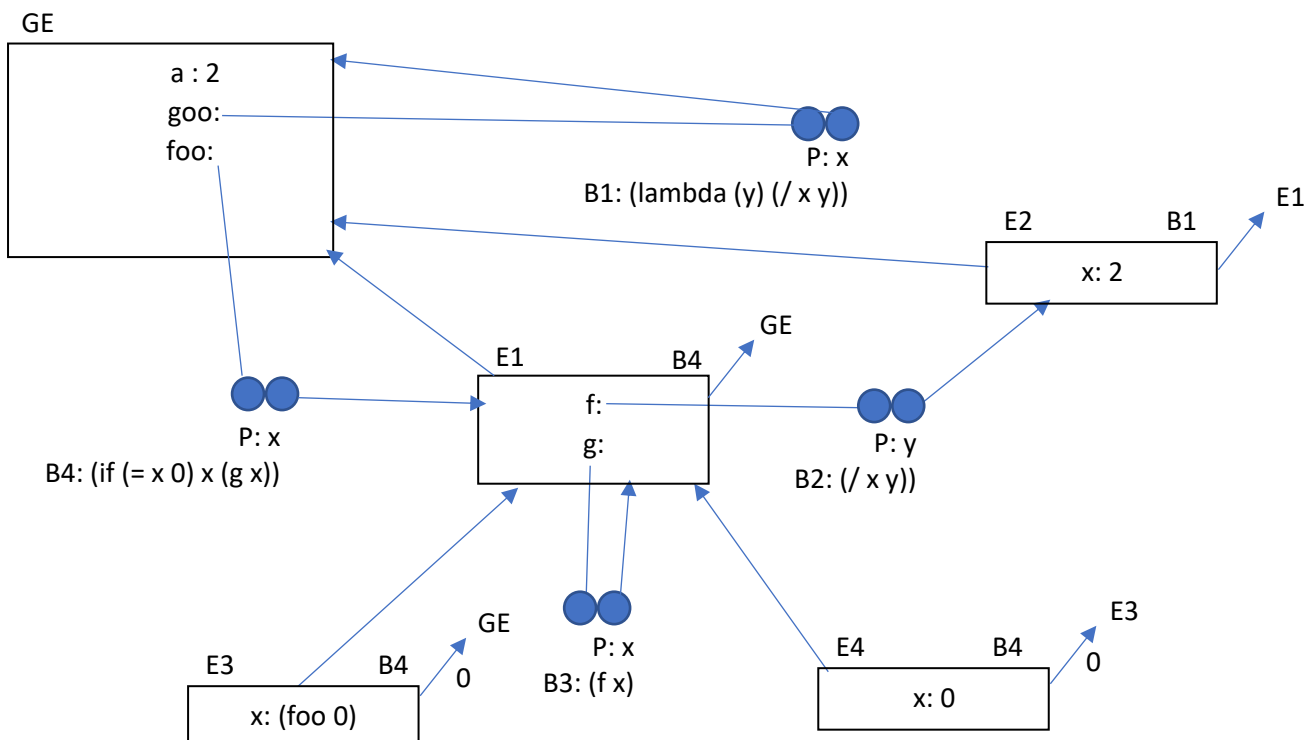 GE
a : 2
goo:
foo:
P: x
B1: (lambda (y) (/ x y))
E2 B1 E1
x: 2
GE
E1 B4
f:
g:
P: x
B4: (if (= x 0) x (g x))
P: y
B2: (/ x y))
P: x
B3: (f x)
E3 B4 GE
0
x: (foo 0)
E4 B4 E3
0
x: 0